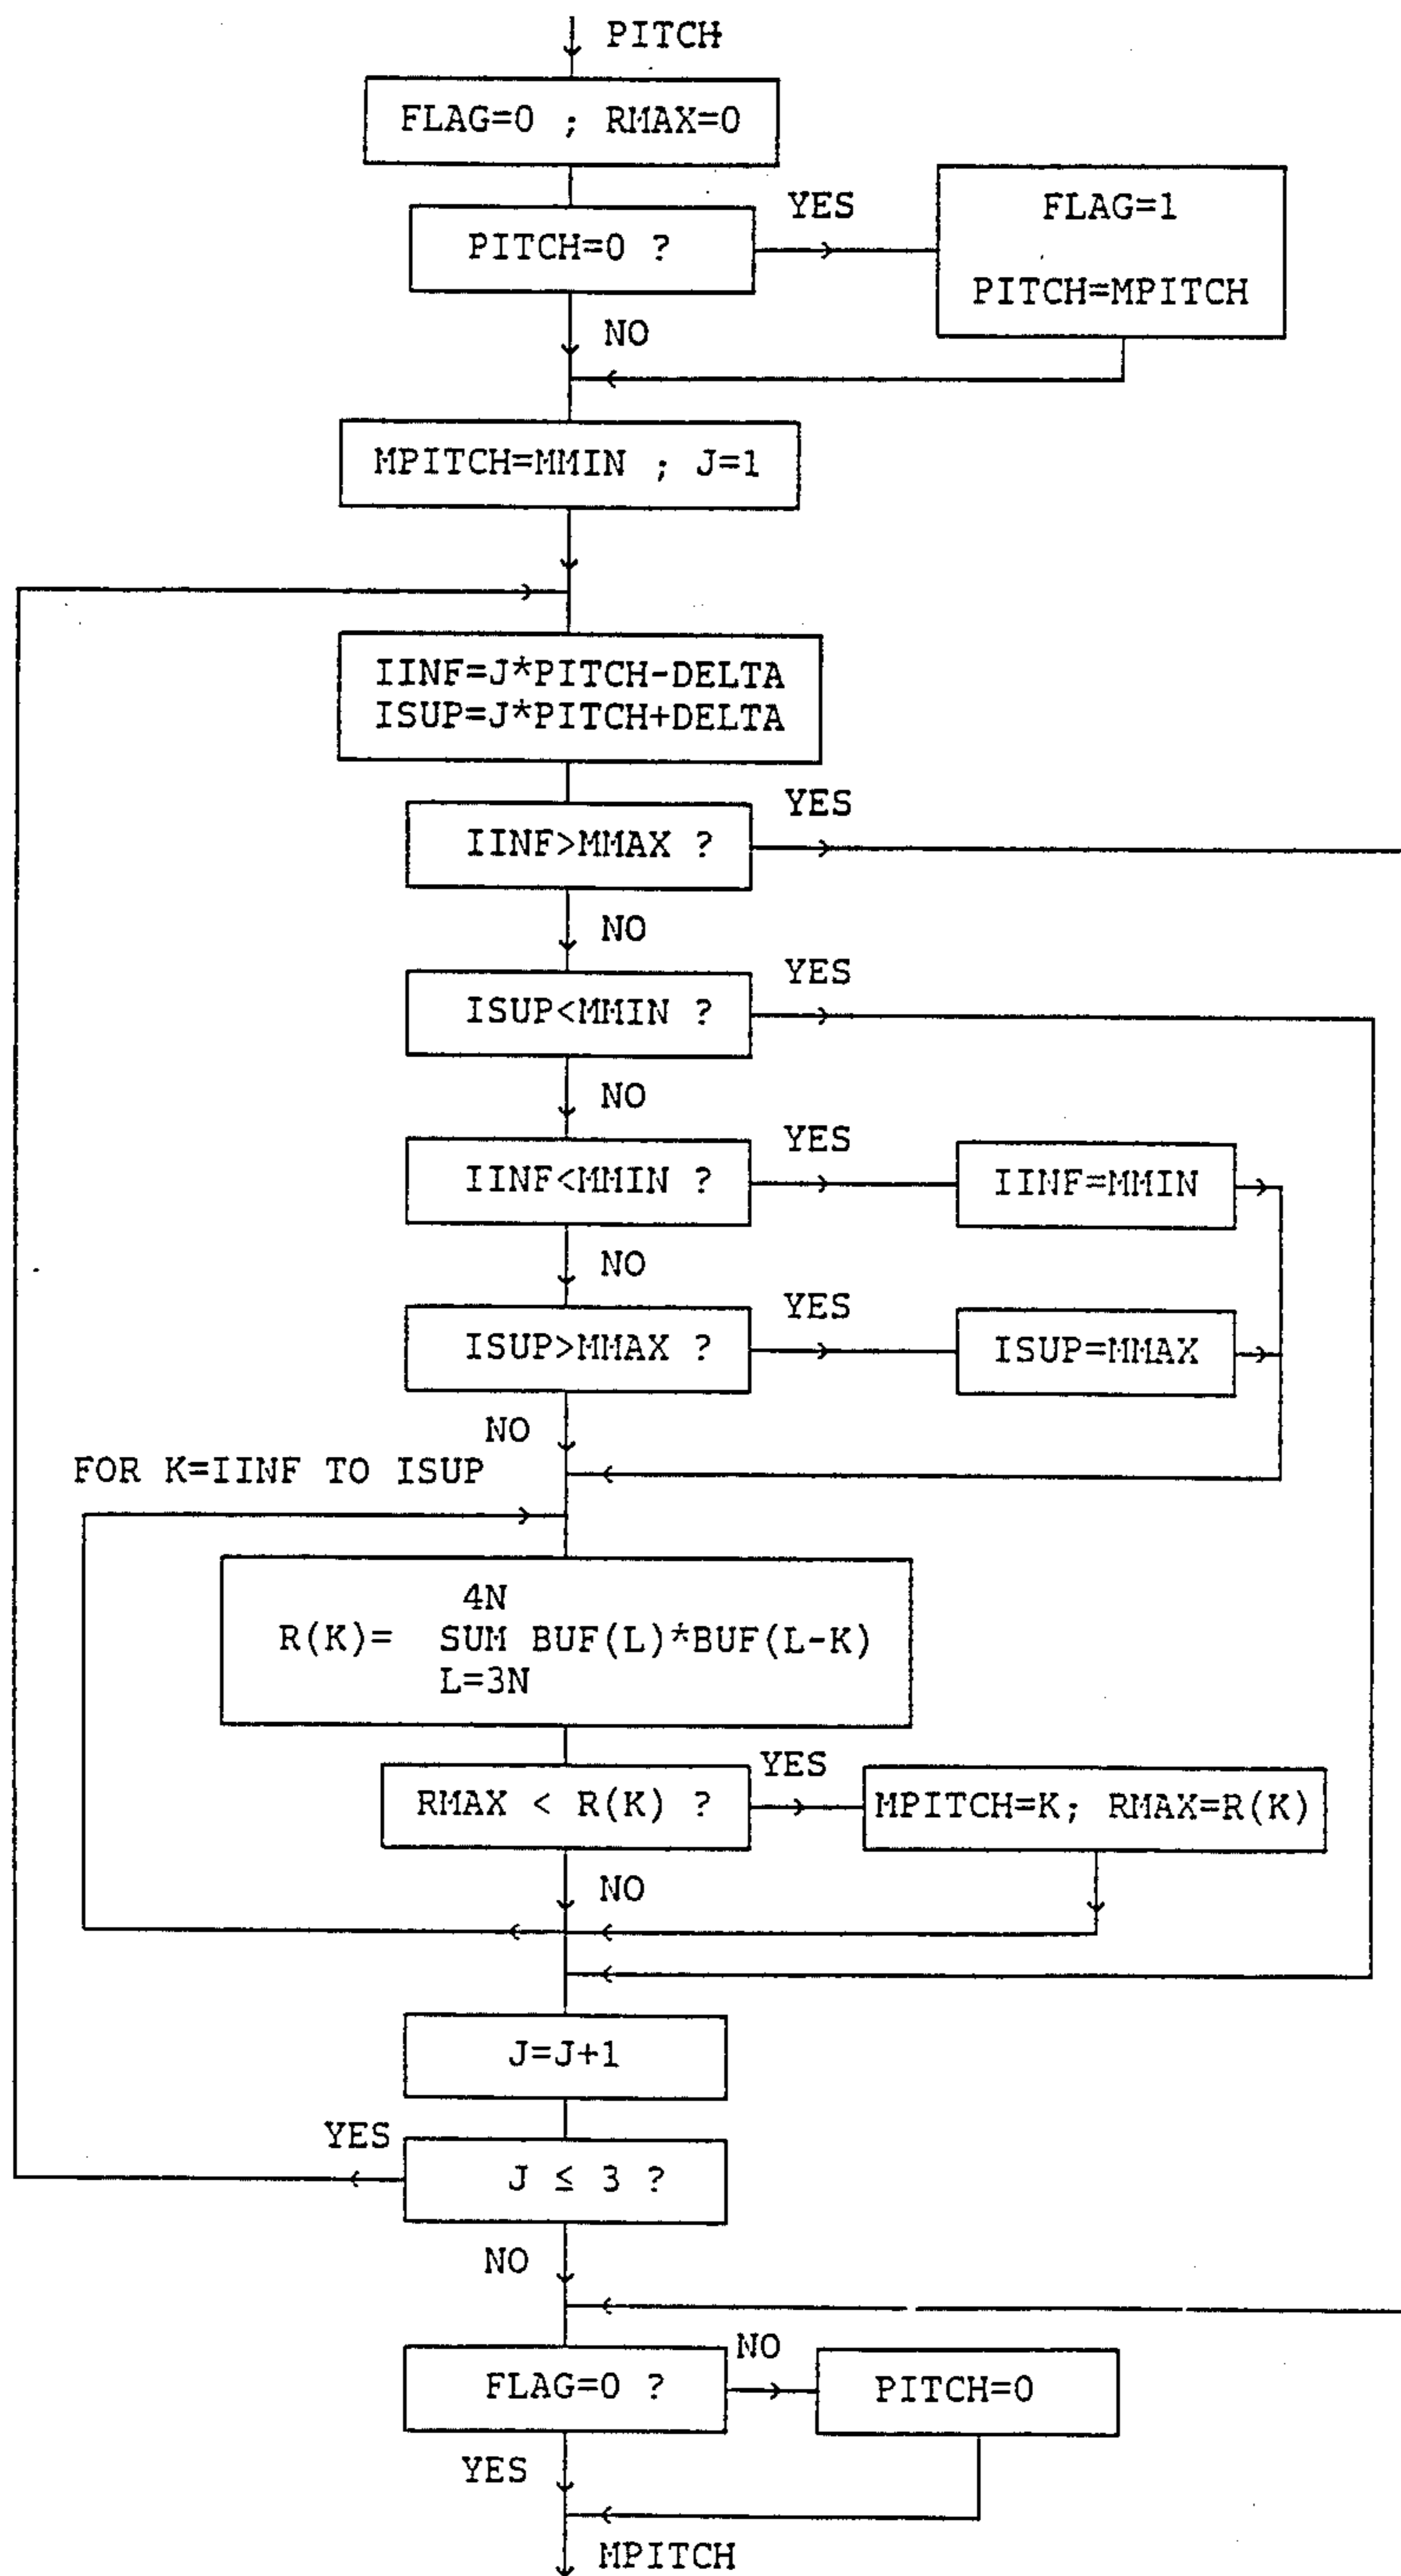 PITCH
FLAG=0 ; RMAX=0
YES
PITCH=0 ?
FLAG=1
PITCH=MPITCH
NO
MPITCH=MMIN ; J=1
IINF=J*PITCH-DELTA
ISUP=J*PITCH+DELTA
YES
IINF>MMAX ?
NO
YES
ISUP<MMIN ?
NO
YES
IINF<MMIN ?
IINF=MMIN
NO
YES
ISUP>MMAX ?
ISUP=MMAX
NO
FOR K=IINF TO ISUP
4N
R(K)= SUM BUF(L)*BUF(L-K)
L=3N
YES
RMAX < R(K) ?
MPITCH=K; RMAX=R(K)
NO
J=J+1
YES
J ≤ 3 ?
NO
NO
FLAG=0 ?
PITCH=0
YES
MPITCH